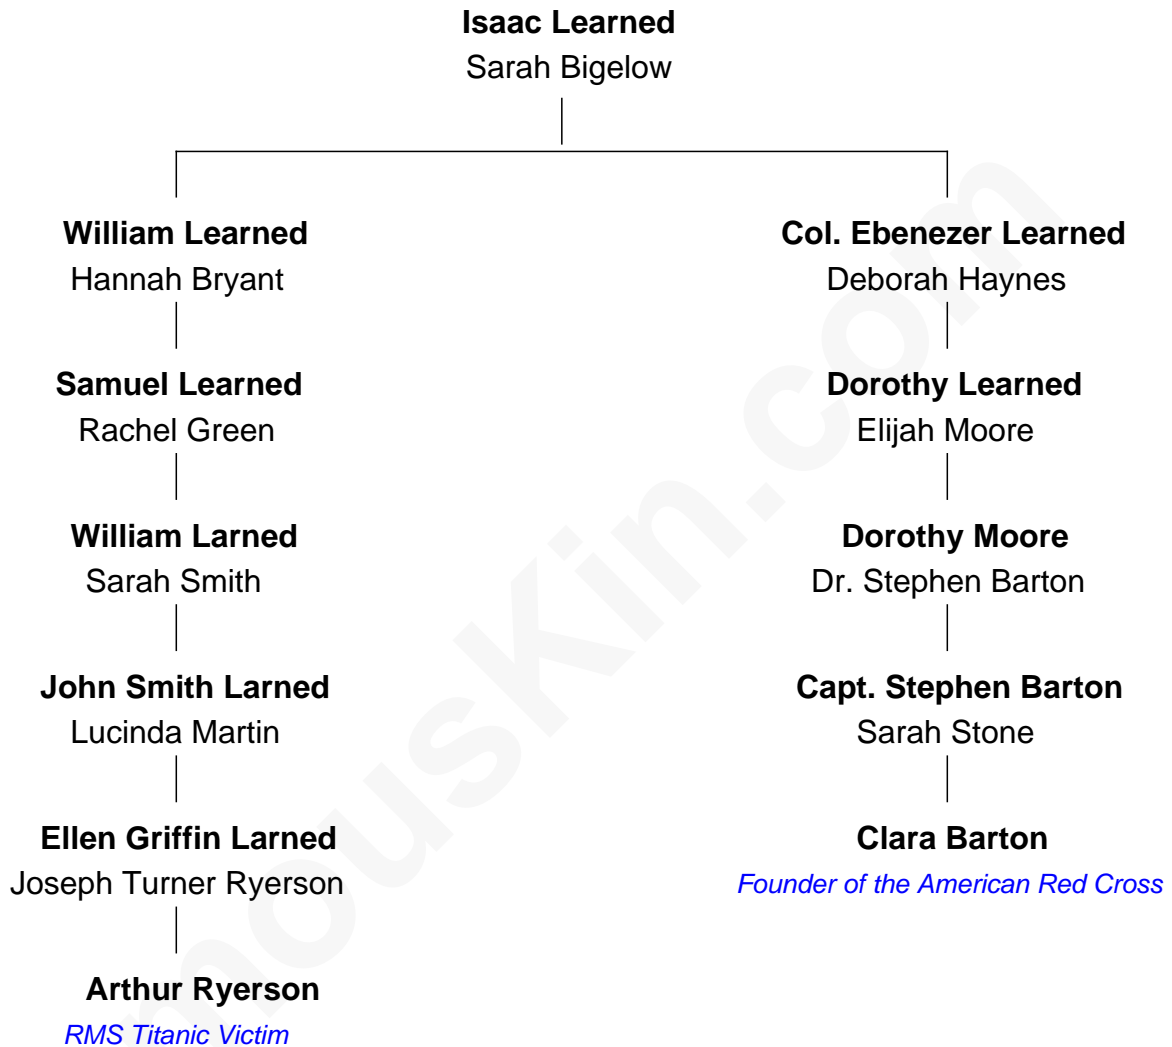 Isaac Learned
Sarah Bigelow
William Learned
Hannah Bryant
Col. Ebenezer Learned
Deborah Haynes
Samuel Learned
Rachel Green
Dorothy Learned
Elijah Moore
William Larned
Sarah Smith
Dorothy Moore
Dr. Stephen Barton
John Smith Larned
Lucinda Martin
Capt. Stephen Barton
Sarah Stone
Ellen Griffin Larned
Joseph Turner Ryerson
Clara Barton
Founder of the American Red Cross
Arthur Ryerson
RMS Titanic Victim
mousKin.com